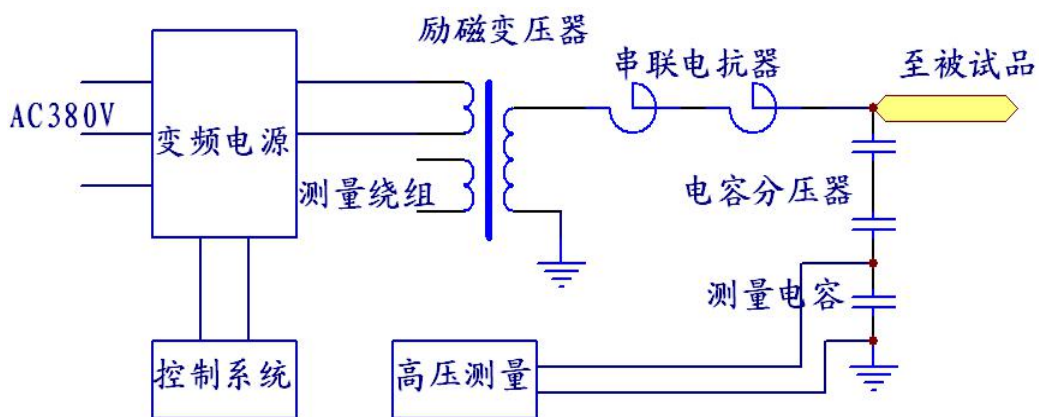 励磁变压器
串联电抗器
至被试品
AC380V
变频电源
测量绕组
电容分压器
测量电容
控制系统
高压测量